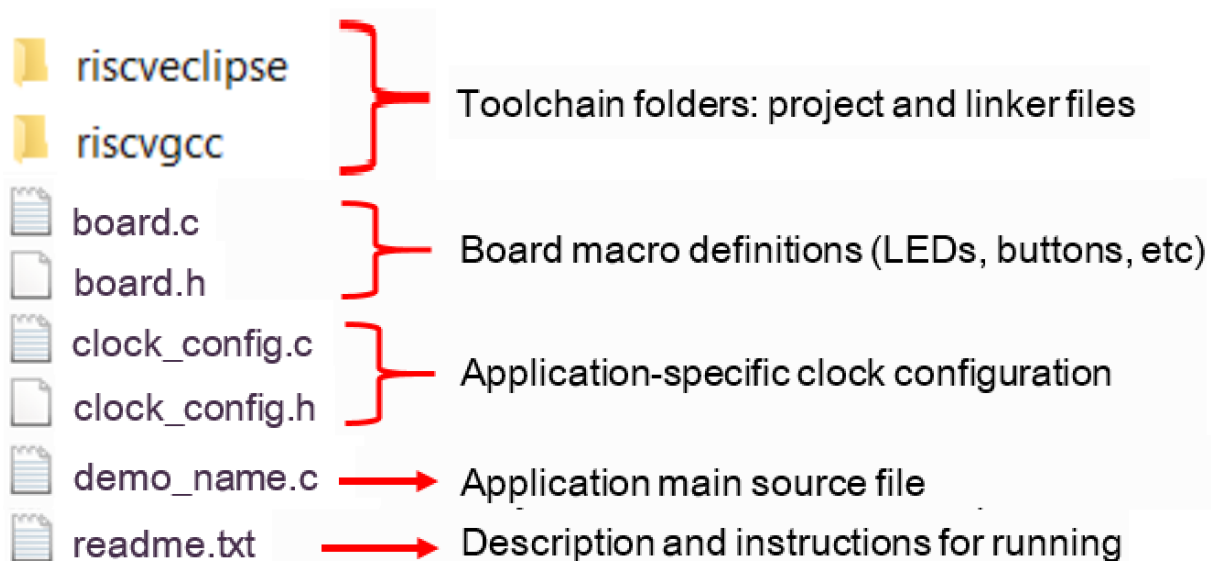 riscveclipse
riscvgcc
Toolchain folders: project and linker files
board.c
board.h
Board macro definitions (LEDs, buttons, etc)
clock_config.c
clock_config.h
Application-specific clock configuration
demo_name.c
Application main source file
readme.txt
Description and instructions for running